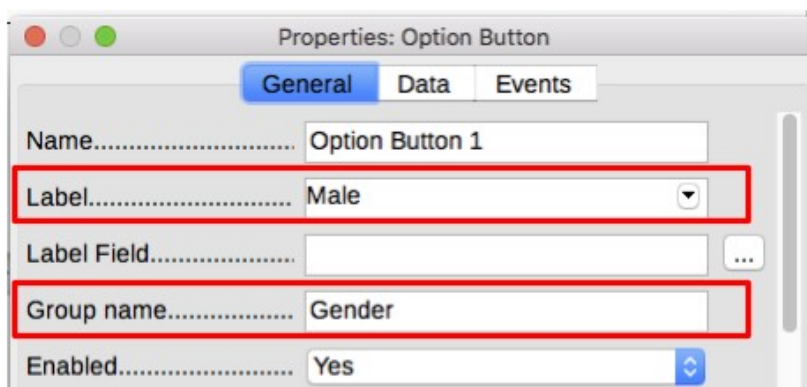 Properties: Option Button
General Data Events
Name............................. Option Button 1
Label.............................. Male
Label Field...................... ...
Group name.................. Gender
Enabled......................... Yes